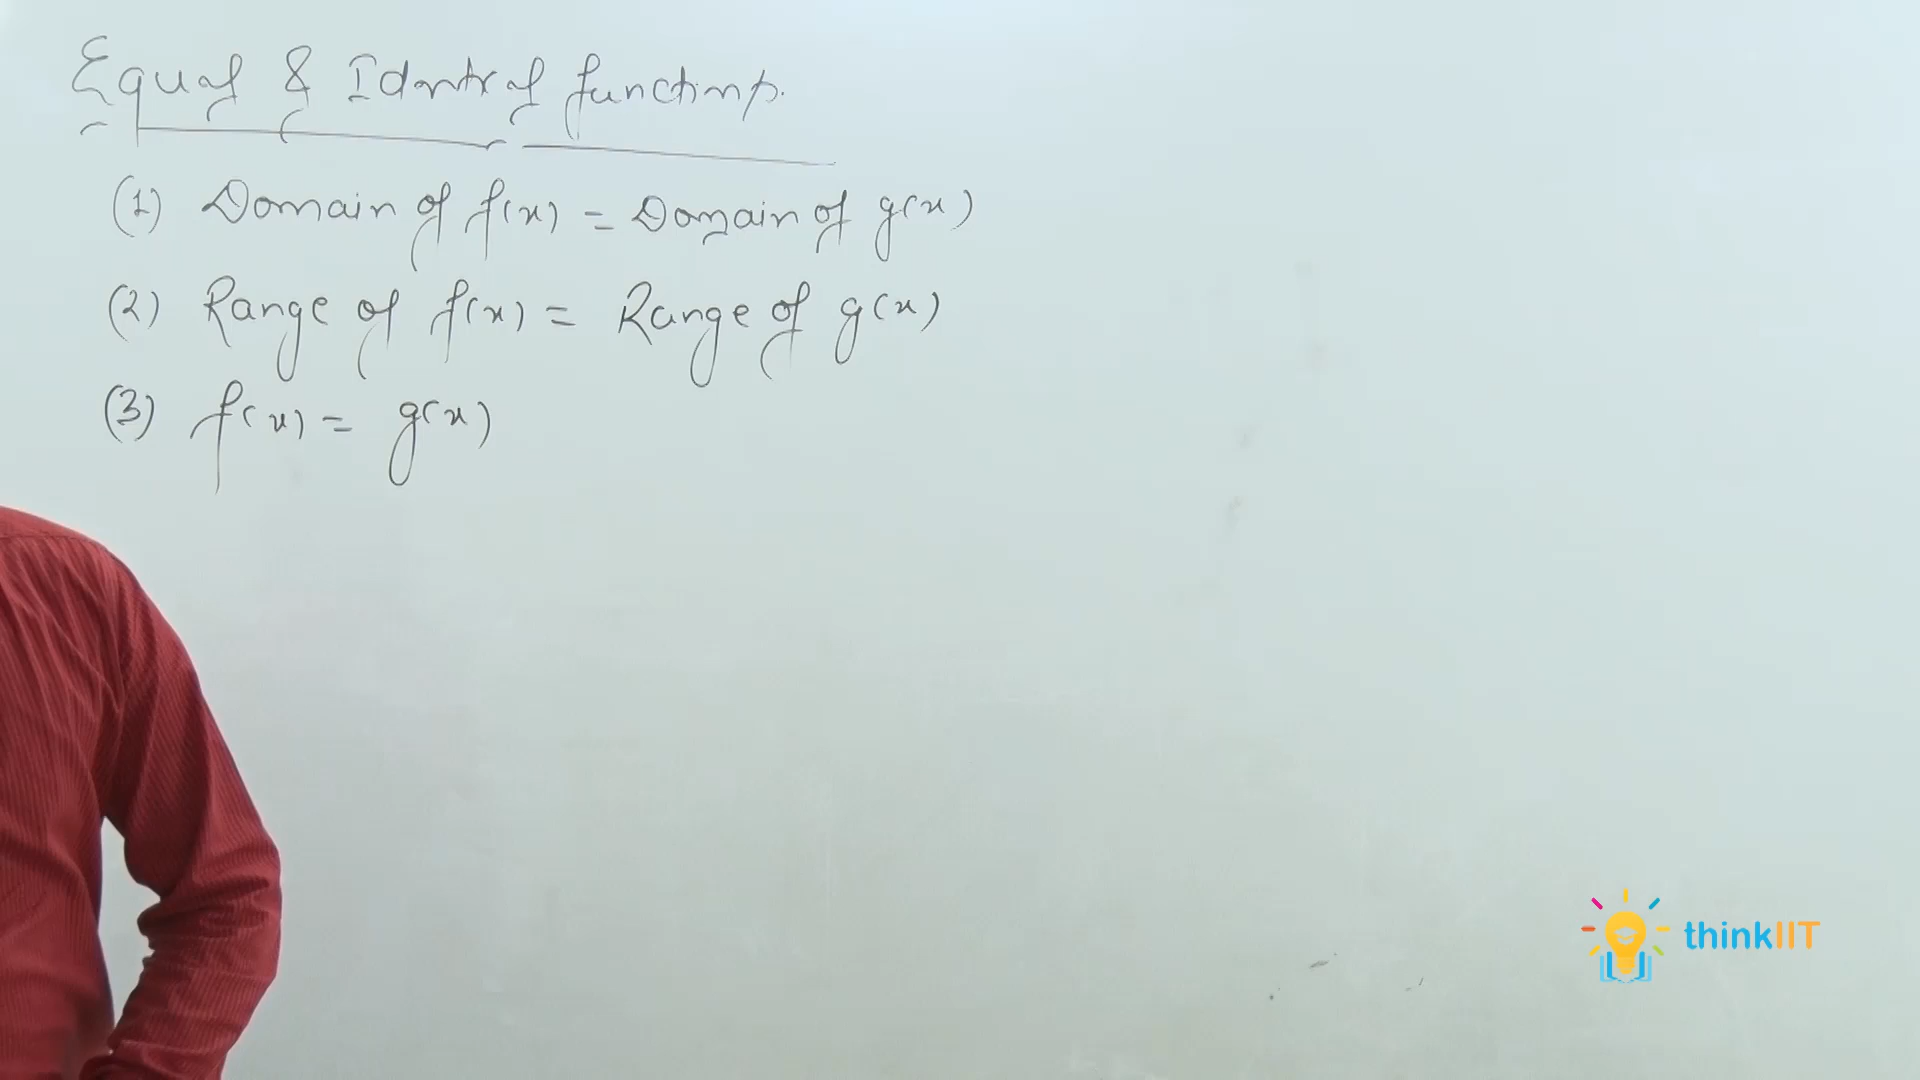 Equal & Identical functions.
(1) Domain of f(x) = Domain of g(x)
(2) Range of f(x) = Range of g(x)
(3) f(x) = g(x)
thinkIIT